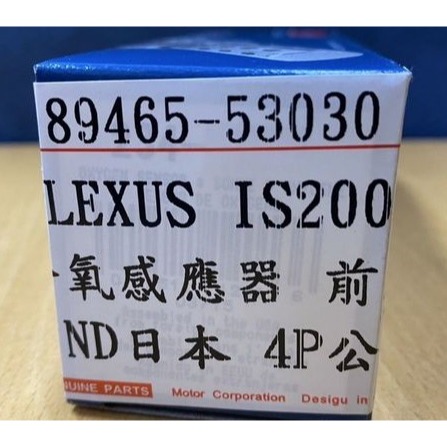 89465-53030
LEXUS IS200
氧感應器 前
ND日本 4P公
GENUINE PARTS Motor Corporation Desigu in